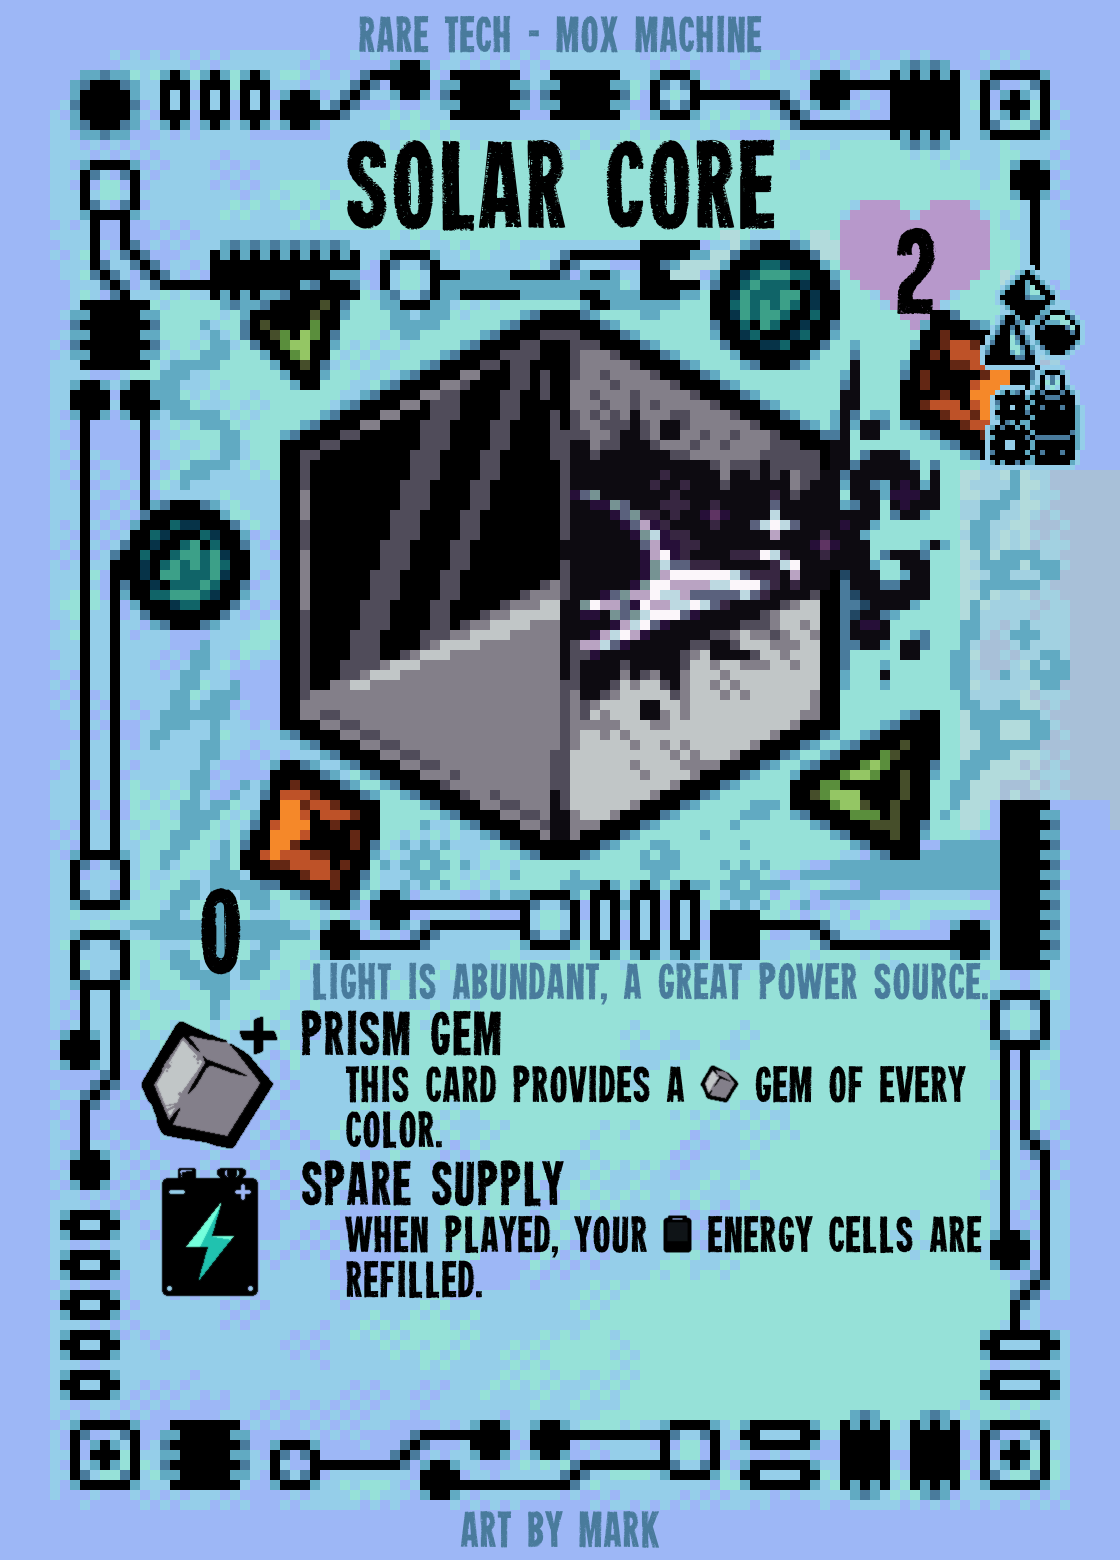 RARE TECH - MOX MACHINE
SOLAR CORE
2
0
LIGHT IS ABUNDANT, A GREAT POWER SOURCE.
PRISM GEM
THIS CARD PROVIDES A GEM OF EVERY
COLOR.
SPARE SUPPLY
WHEN PLAYED, YOUR ENERGY CELLS ARE
REFILLED.
ART BY MARK